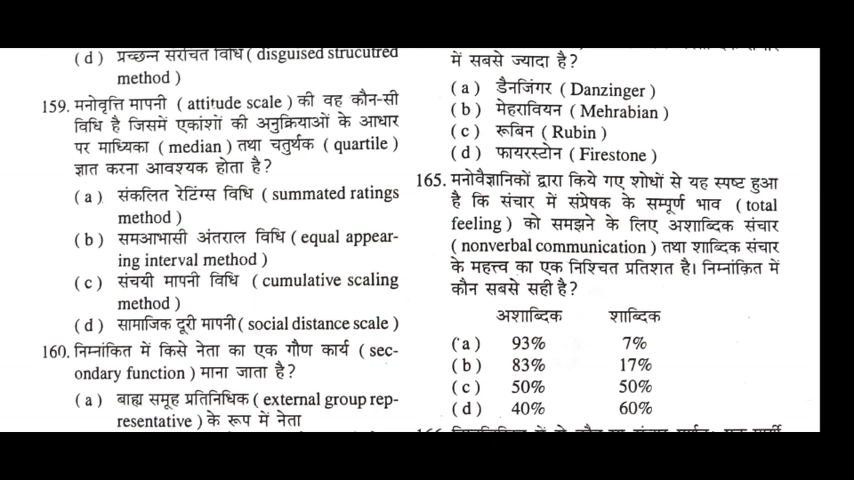 (d) प्रच्छन्न संरचित विधि (disguised strucutred
method)
159. मनोवृत्ति मापनी (attitude scale) की वह कौन-सी
विधि है जिसमें एकांशों की अनुक्रियाओं के आधार
पर माध्यिका (median) तथा चतुर्थक (quartile)
ज्ञात करना आवश्यक होता है?
(a) संकलित रेटिंग्स विधि (summated ratings
method)
(b) समआभासी अंतराल विधि (equal appear-
ing interval method)
(c) संचयी मापनी विधि (cumulative scaling
method)
(d) सामाजिक दूरी मापनी (social distance scale)
160. निम्नांकित में किसे नेता का एक गौण कार्य (sec-
ondary function) माना जाता है?
(a) बाह्य समूह प्रतिनिधिक (external group rep-
resentative) के रूप में नेता
में सबसे ज्यादा है?
(a) डैनजिंगर (Danzinger)
(b) मेहरावियन (Mehrabian)
(c) रूबिन (Rubin)
(d) फायरस्टोन (Firestone)
165. मनोवैज्ञानिकों द्वारा किये गए शोधों से यह स्पष्ट हुआ
है कि संचार में संप्रेषक के सम्पूर्ण भाव (total
feeling) को समझने के लिए अशाब्दिक संचार
(nonverbal communication) तथा शाब्दिक संचार
के महत्त्व का एक निश्चित प्रतिशत है। निम्नांकित में
कौन सबसे सही है?
अशाब्दिक शाब्दिक
(a) 93% 7%
(b) 83% 17%
(c) 50% 50%
(d) 40% 60%